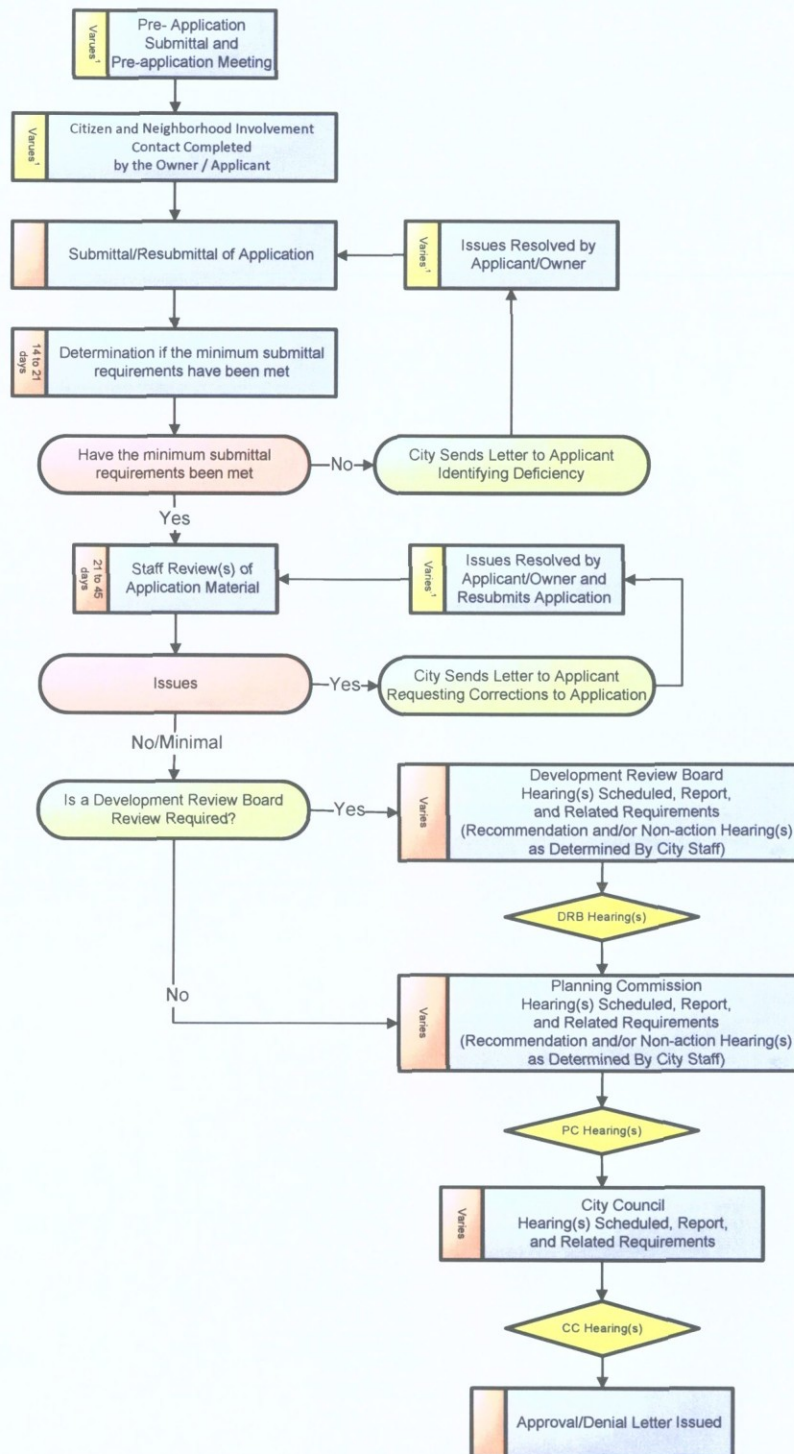 Varues¹
Pre- Application
Submittal and
Pre-application Meeting
Varues¹
Citizen and Neighborhood Involvement
Contact Completed
by the Owner / Applicant
Submittal/Resubmittal of Application
Varies¹
Issues Resolved by
Applicant/Owner
14 to 21
days
Determination if the minimum submittal
requirements have been met
Have the minimum submittal
requirements been met
No
City Sends Letter to Applicant
Identifying Deficiency
Yes
21 to 45
days
Staff Review(s) of
Application Material
Varies¹
Issues Resolved by
Applicant/Owner and
Resubmits Application
Issues
Yes
City Sends Letter to Applicant
Requesting Corrections to Application
No/Minimal
Is a Development Review Board
Review Required?
Yes
Varies
Development Review Board
Hearing(s) Scheduled, Report,
and Related Requirements
(Recommendation and/or Non-action Hearing(s)
as Determined By City Staff)
DRB Hearing(s)
No
Varies
Planning Commission
Hearing(s) Scheduled, Report,
and Related Requirements
(Recommendation and/or Non-action Hearing(s)
as Determined By City Staff)
PC Hearing(s)
Varies
City Council
Hearing(s) Scheduled, Report,
and Related Requirements
CC Hearing(s)
Approval/Denial Letter Issued